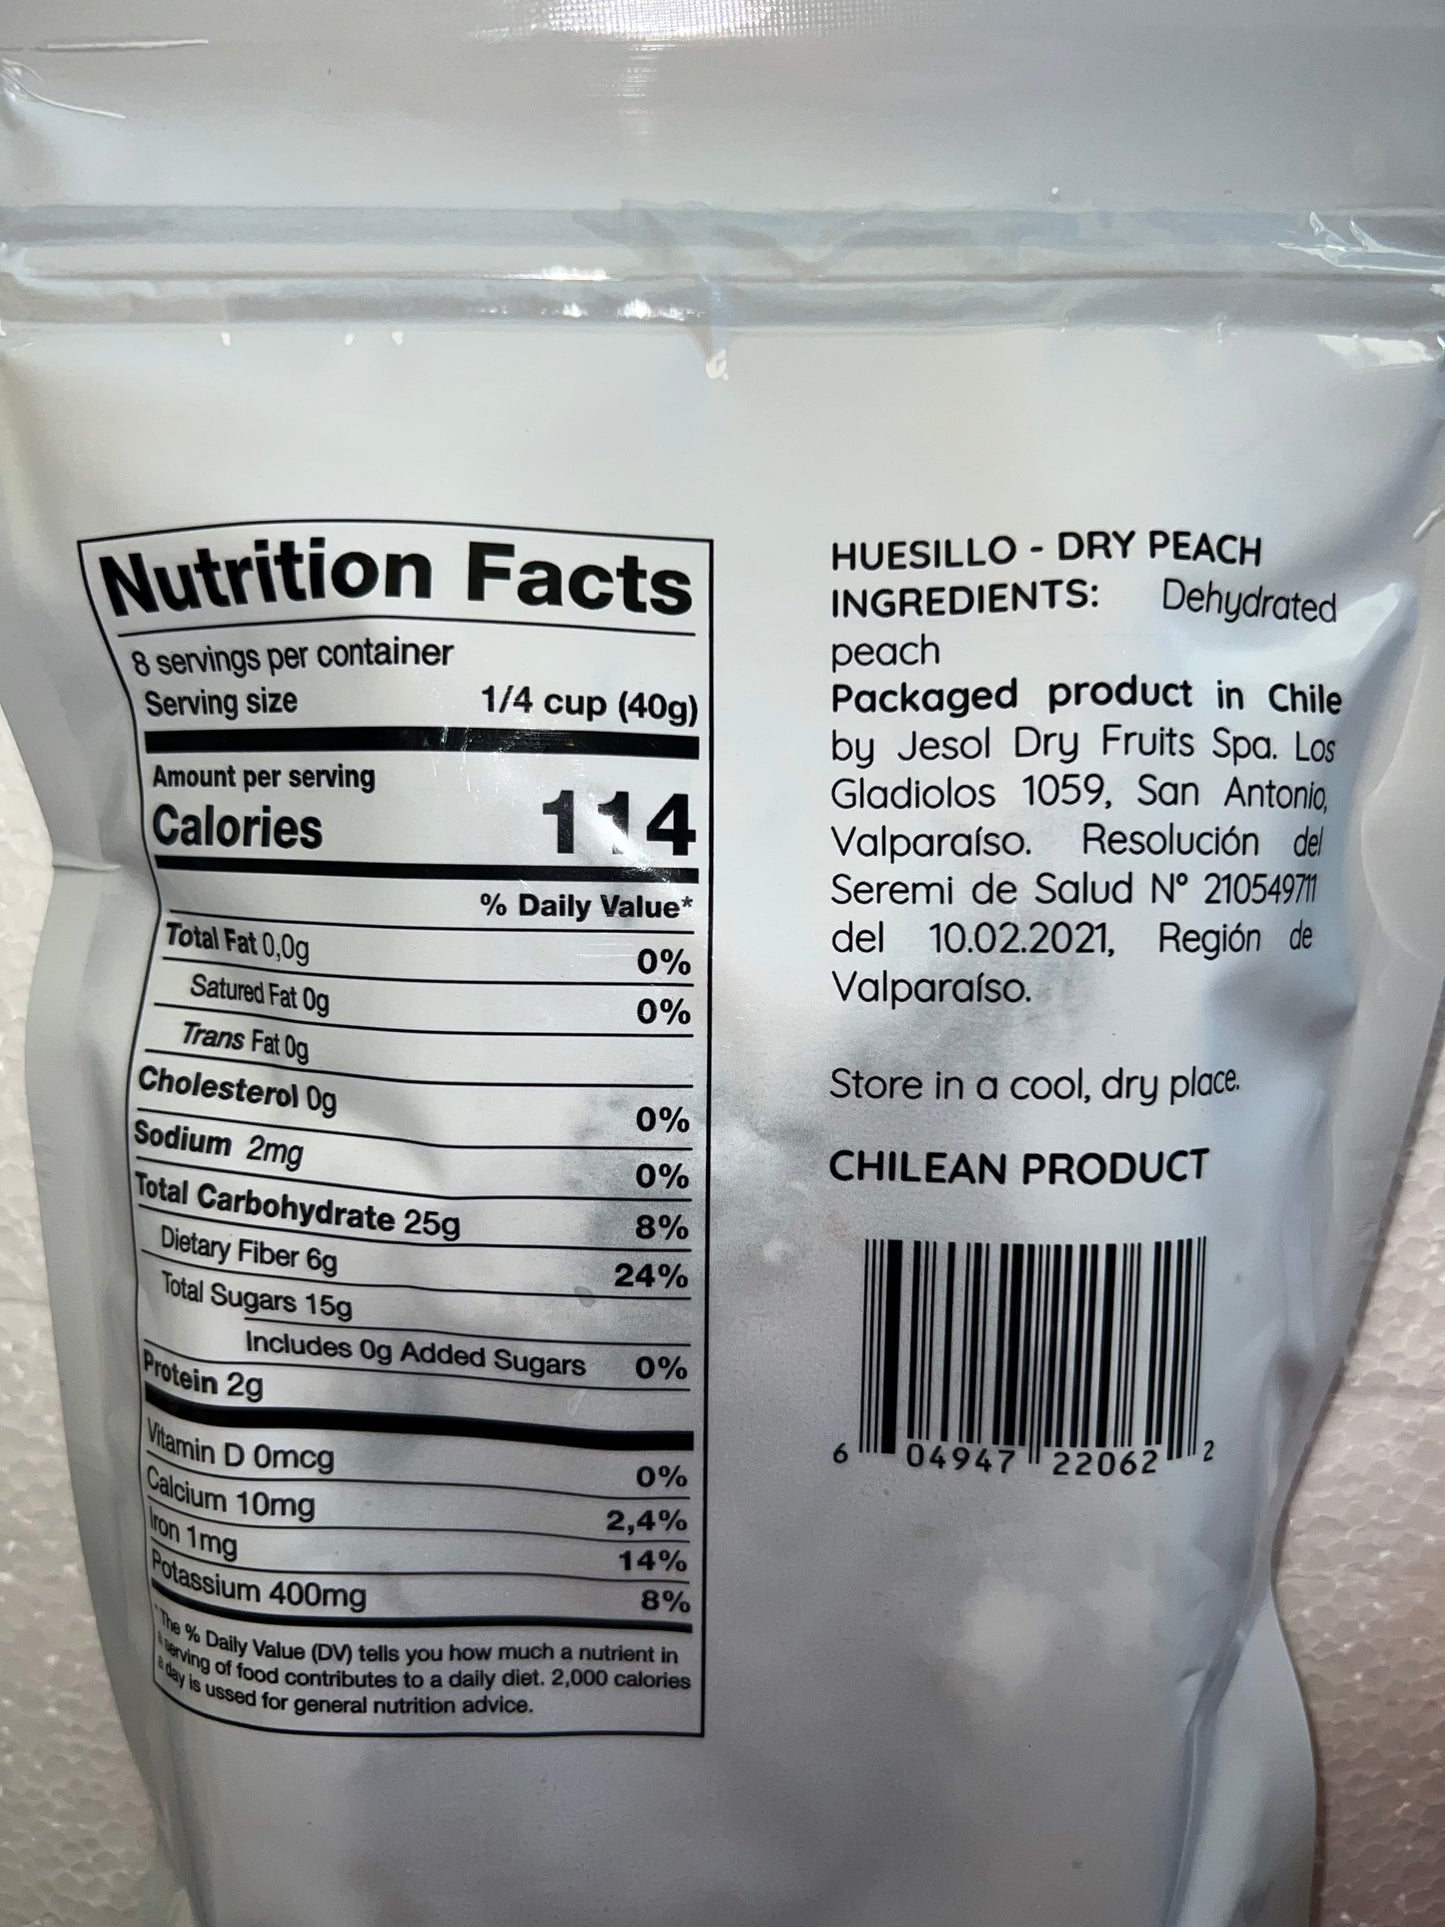 Nutrition Facts
8 servings per container
Serving size 1/4 cup (40g)
Amount per serving
Calories 114
% Daily Value*
Total Fat 0,0g 0%
Satured Fat 0g 0%
Trans Fat 0g
Cholesterol 0g 0%
Sodium 2mg 0%
Total Carbohydrate 25g 8%
Dietary Fiber 6g 24%
Total Sugars 15g
Includes 0g Added Sugars 0%
Protein 2g
Vitamin D 0mcg 0%
Calcium 10mg 2,4%
Iron 1mg 14%
Potassium 400mg 8%
*The % Daily Value (DV) tells you how much a nutrient in
a serving of food contributes to a daily diet. 2,000 calories
a day is ussed for general nutrition advice.
HUESILLO - DRY PEACH
INGREDIENTS: Dehydrated
peach
Packaged product in Chile
by Jesol Dry Fruits Spa. Los
Gladiolos 1059, San Antonio,
Valparaíso. Resolución del
Seremi de Salud N° 210549711
del 10.02.2021, Región de
Valparaíso.
Store in a cool, dry place.
CHILEAN PRODUCT
6 04947 22062 2